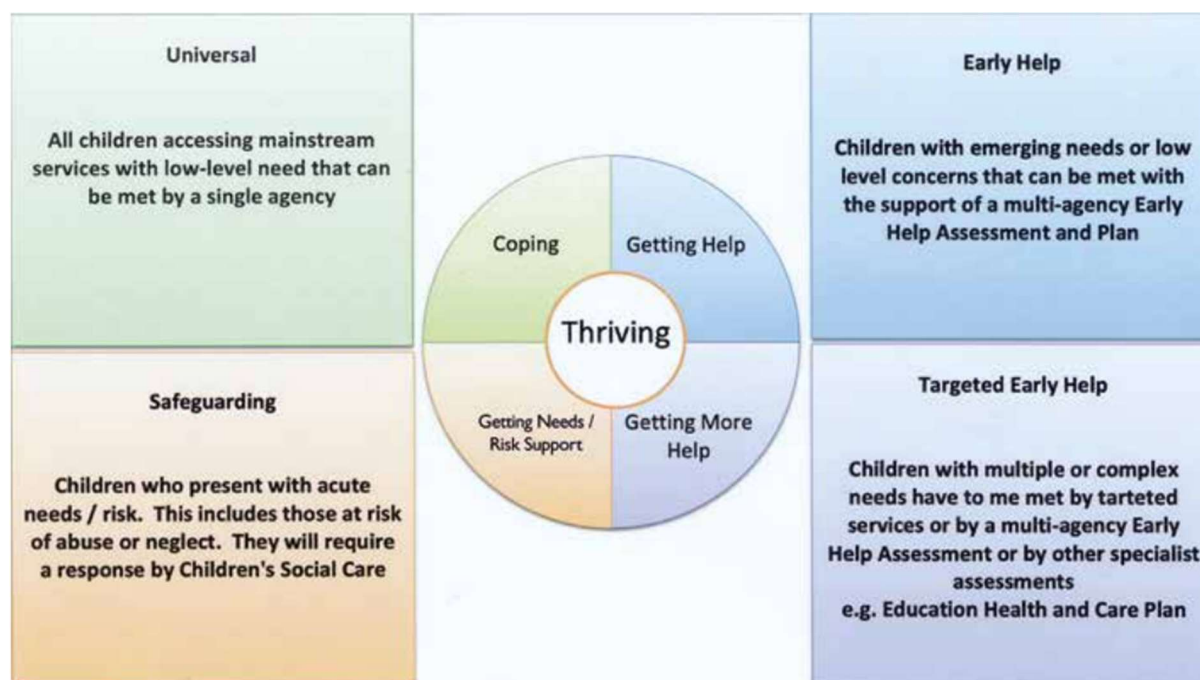 Universal
All children accessing mainstream
services with low-level need that can
be met by a single agency
Early Help
Children with emerging needs or low
level concerns that can be met with
the support of a multi-agency Early
Help Assessment and Plan
Coping
Getting Help
Thriving
Getting Needs /
Risk Support
Getting More
Help
Safeguarding
Children who present with acute
needs / risk.  This includes those at risk
of abuse or neglect.  They will require
a response by Children's Social Care
Targeted Early Help
Children with multiple or complex
needs have to me met by tarteted
services or by a multi-agency Early
Help Assessment or by other specialist
assessments
e.g. Education Health and Care Plan